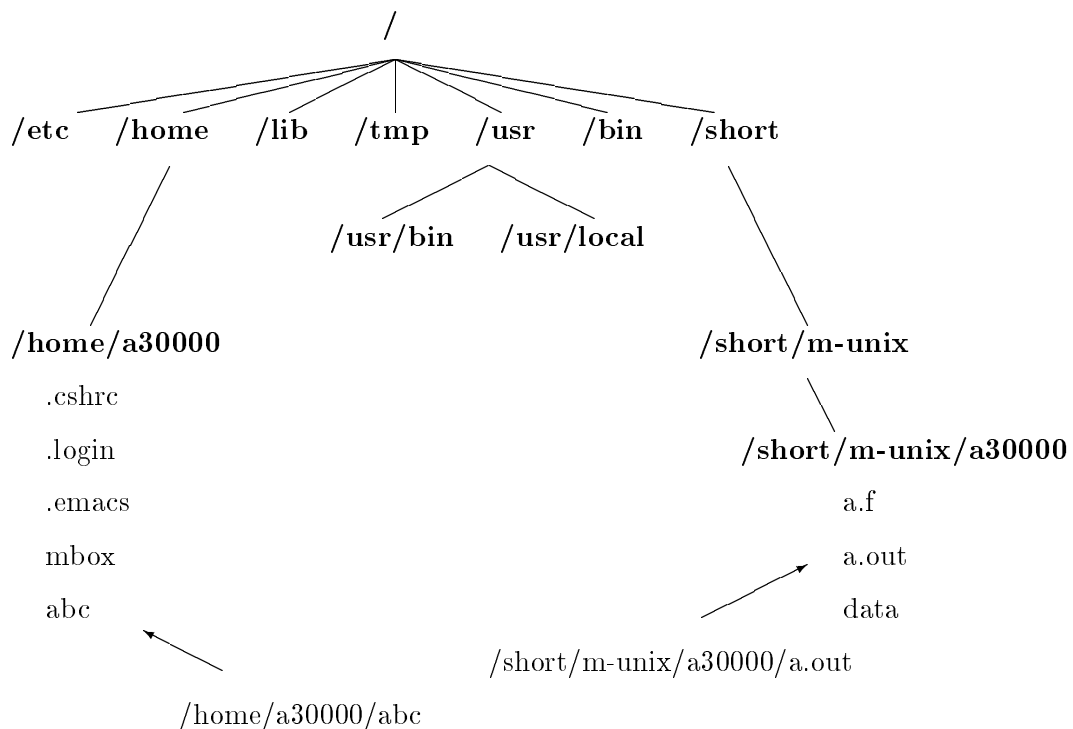 /
/etc /home /lib /tmp /usr /bin /short
/usr/bin /usr/local
/home/a30000 /short/m-unix
.cshrc
.login /short/m-unix/a30000
.emacs a.f
mbox a.out
abc data
/short/m-unix/a30000/a.out
/home/a30000/abc